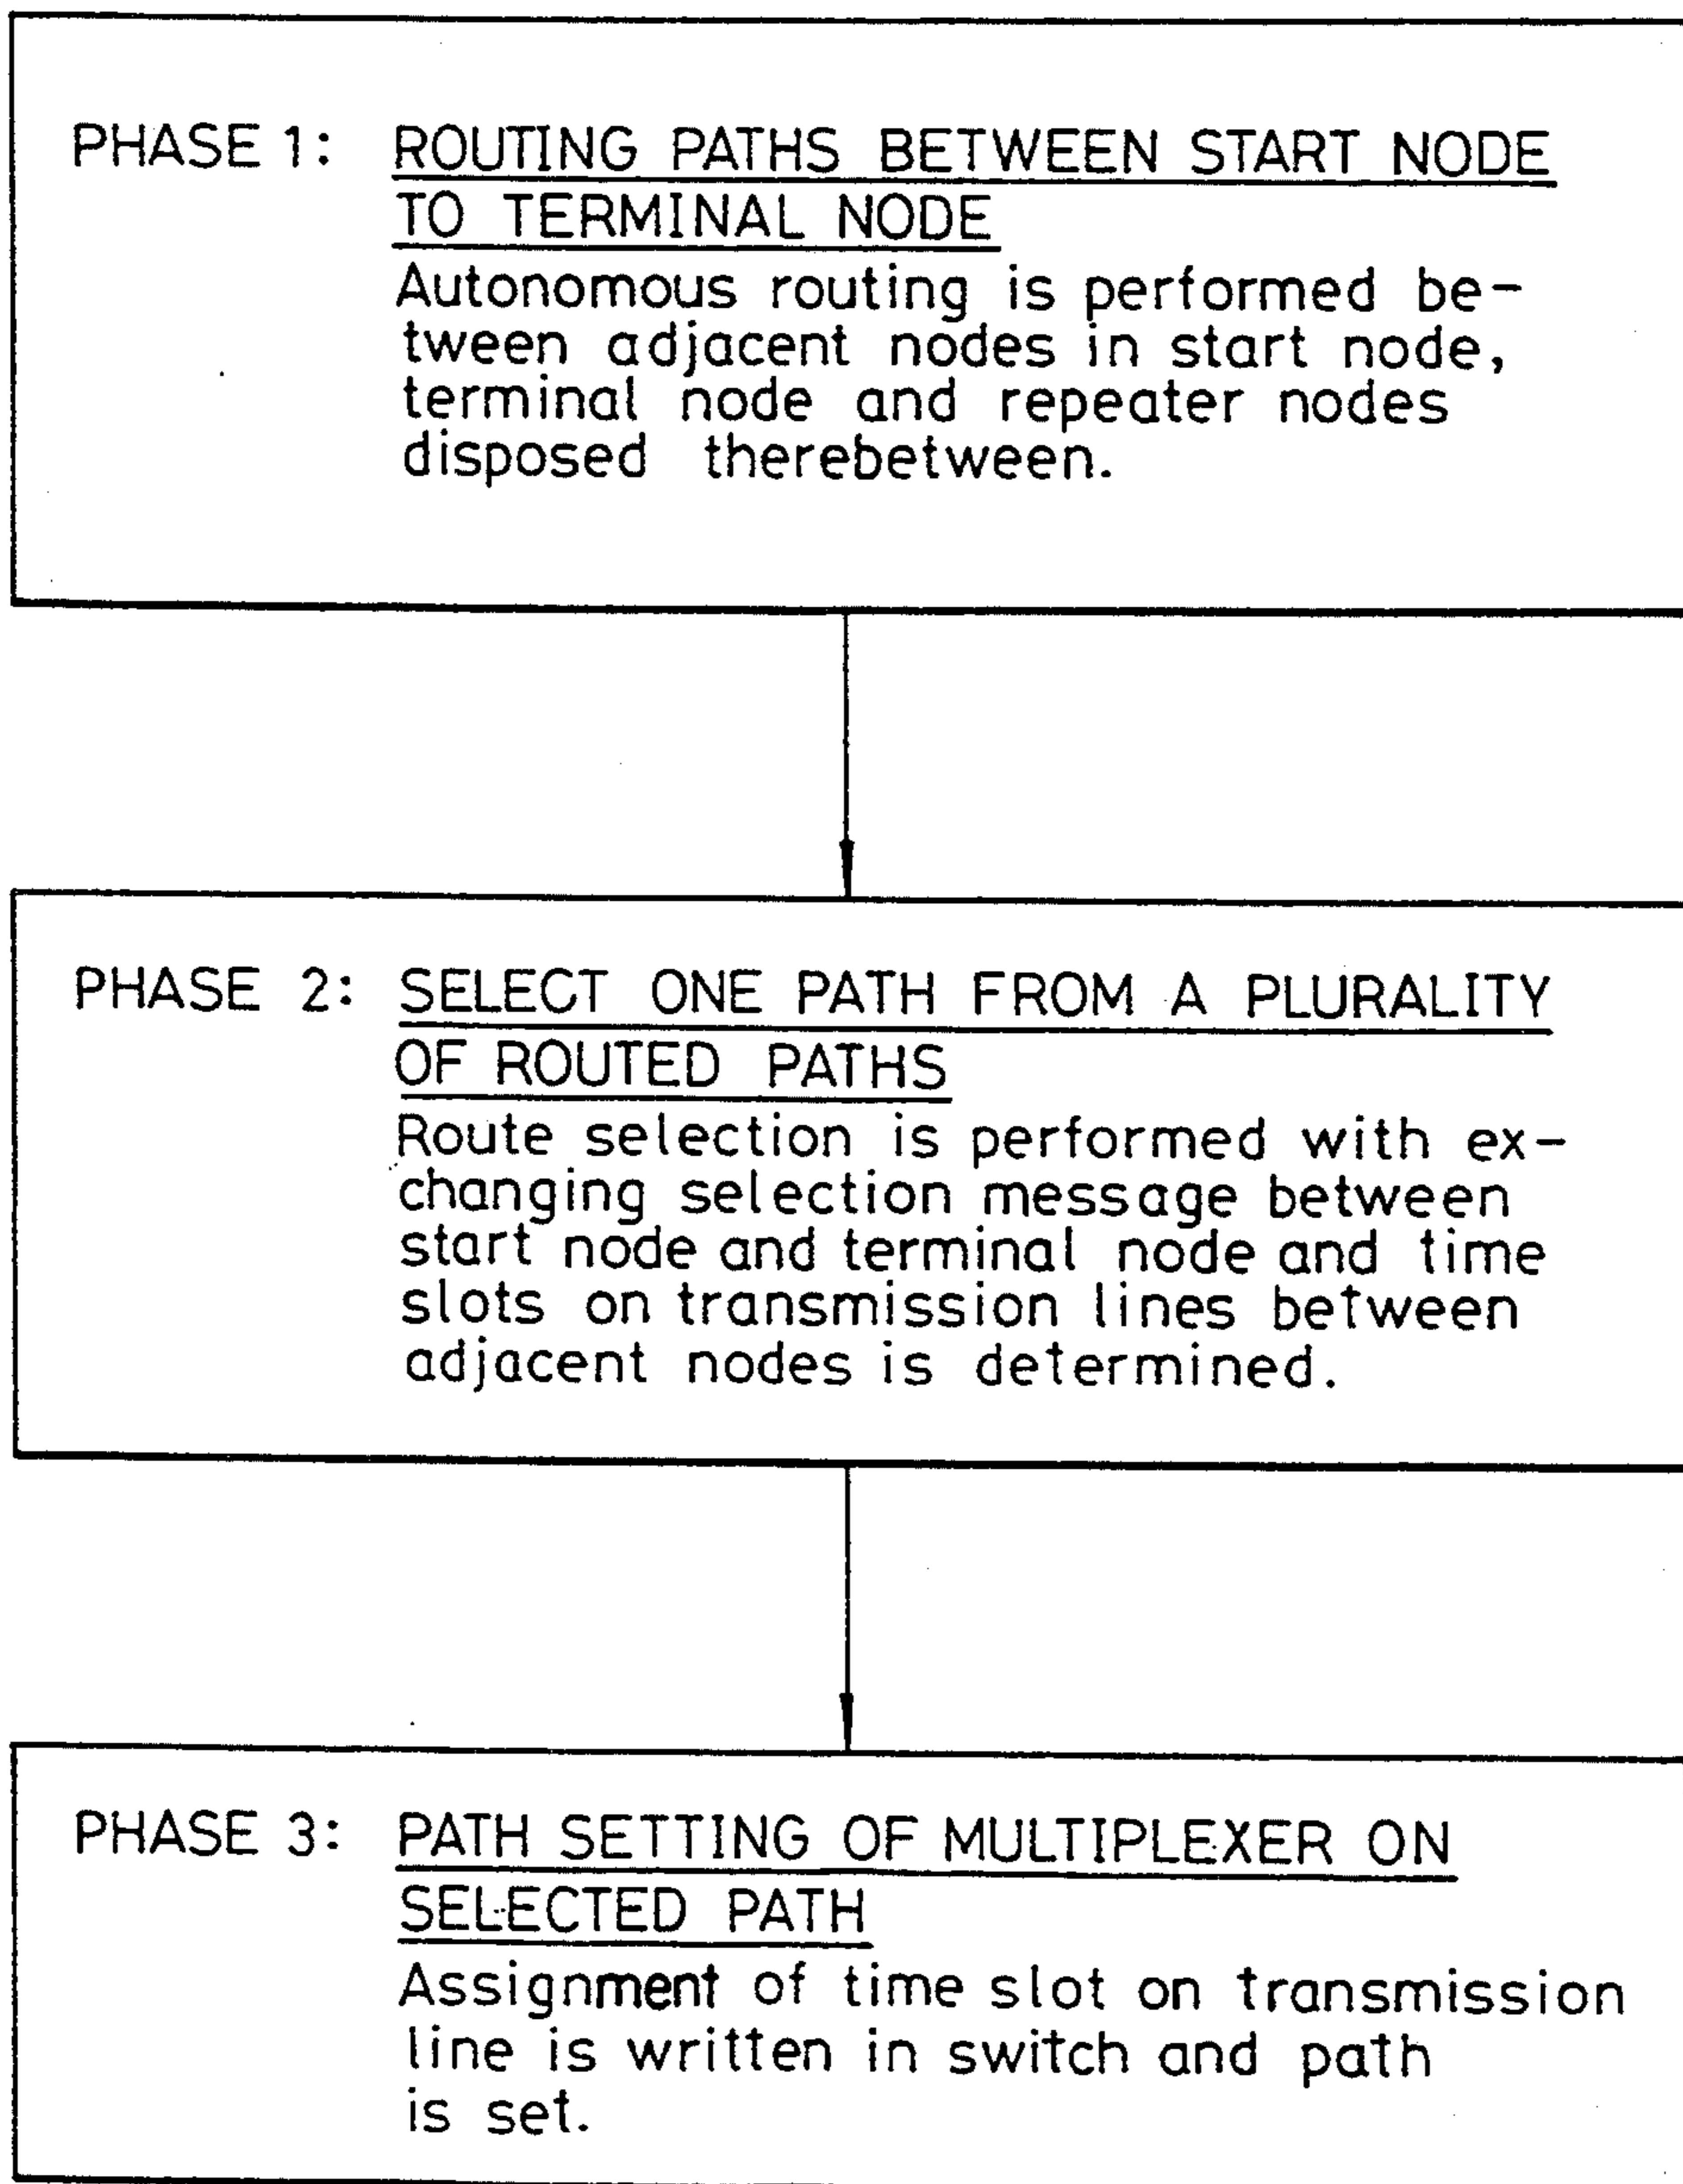 PHASE 1: ROUTING PATHS BETWEEN START NODE
TO TERMINAL NODE
Autonomous routing is performed be-
tween adjacent nodes in start node,
terminal node and repeater nodes
disposed therebetween.
PHASE 2: SELECT ONE PATH FROM A PLURALITY
OF ROUTED PATHS
Route selection is performed with ex-
changing selection message between
start node and terminal node and time
slots on transmission lines between
adjacent nodes is determined.
PHASE 3: PATH SETTING OF MULTIPLEXER ON
SELECTED PATH
Assignment of time slot on transmission
line is written in switch and path
is set.